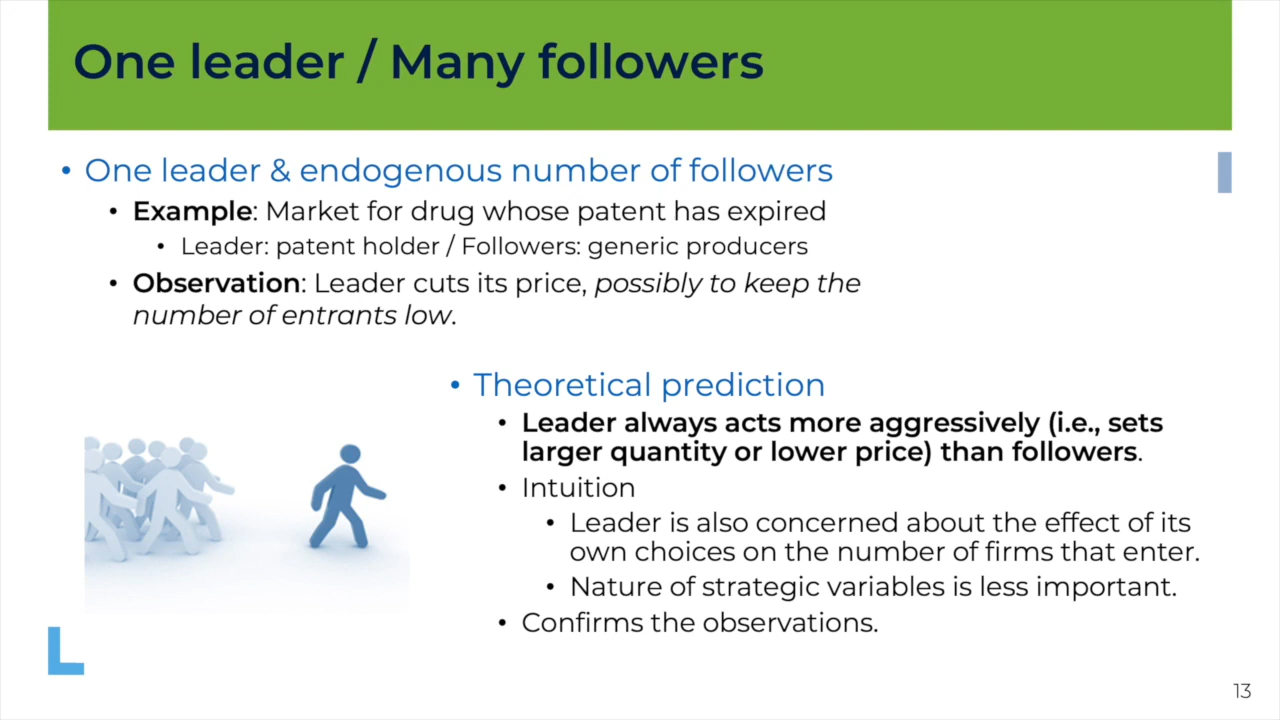 One leader / Many followers
• One leader & endogenous number of followers
• Example: Market for drug whose patent has expired
• Leader: patent holder / Followers: generic producers
• Observation: Leader cuts its price, possibly to keep the
number of entrants low.
• Theoretical prediction
• Leader always acts more aggressively (i.e., sets
larger quantity or lower price) than followers.
• Intuition
• Leader is also concerned about the effect of its
own choices on the number of firms that enter.
• Nature of strategic variables is less important.
• Confirms the observations.
13